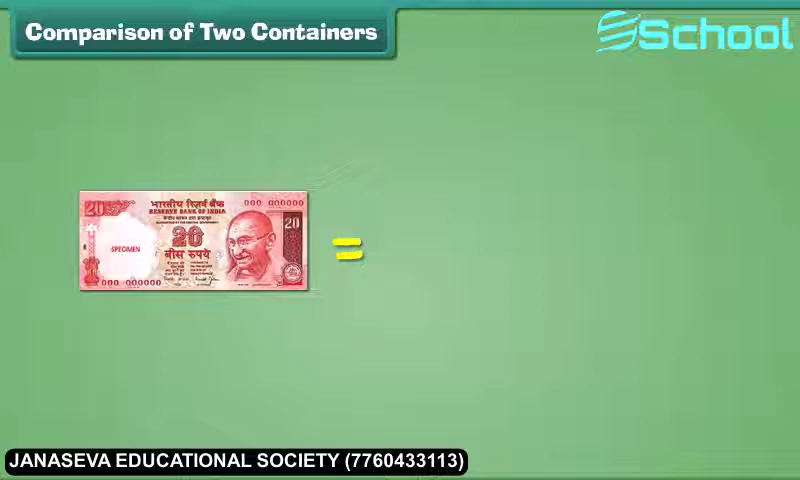 Comparison of Two Containers
School
20
भारतीय रिज़र्व बैंक
RESERVE BANK OF INDIA
000 000000
20
20
SPECIMEN
बीस रुपये
000 000000
=
JANASEVA EDUCATIONAL SOCIETY (7760433113)